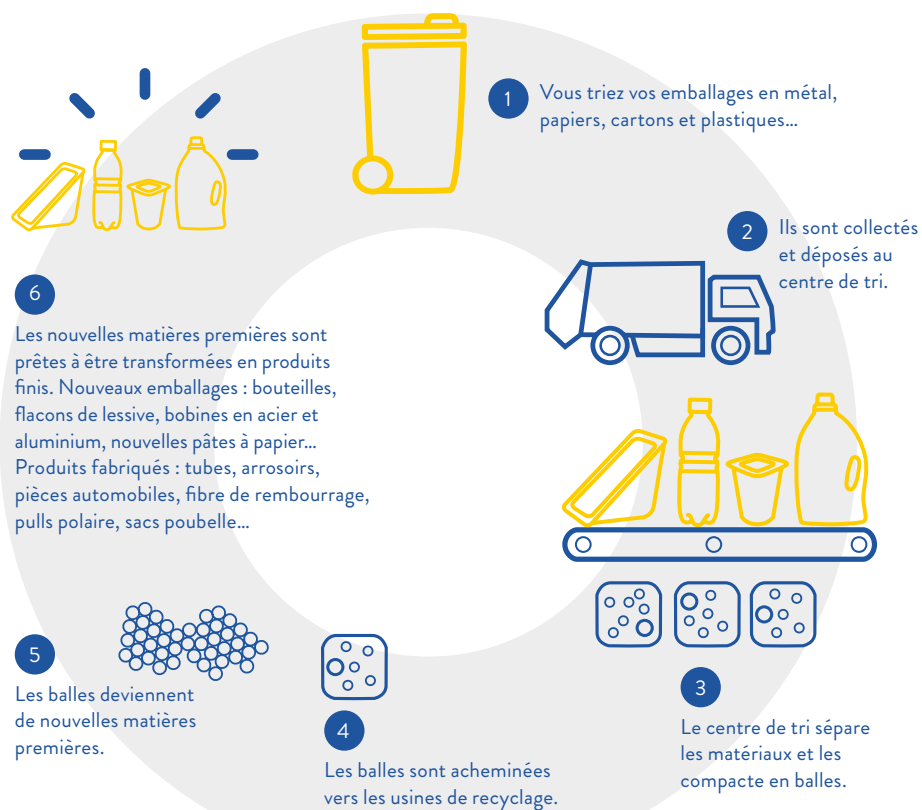 1
Vous triez vos emballages en métal,
papiers, cartons et plastiques...
2
Ils sont collectés
et déposés au
centre de tri.
3
Le centre de tri sépare
les matériaux et les
compacte en balles.
4
Les balles sont acheminées
vers les usines de recyclage.
5
Les balles deviennent
de nouvelles matières
premières.
6
Les nouvelles matières premières sont
prêtes à être transformées en produits
finis. Nouveaux emballages : bouteilles,
flacons de lessive, bobines en acier et
aluminium, nouvelles pâtes à papier...
Produits fabriqués : tubes, arrosoirs,
pièces automobiles, fibre de rembourrage,
pulls polaire, sacs poubelle...